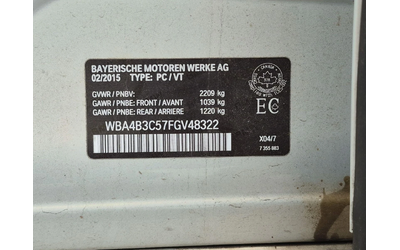 BAYERISCHE MOTOREN WERKE AG
02/2015 TYPE: PC / VT
GVWR / PNBV: 2209 kg
GAWR / PNBE: FRONT / AVANT 1039 kg
GAWR / PNBE: REAR / ARRIERE 1220 kg
EC
WBA4B3C57FGV48322
X04/7
7 355 883